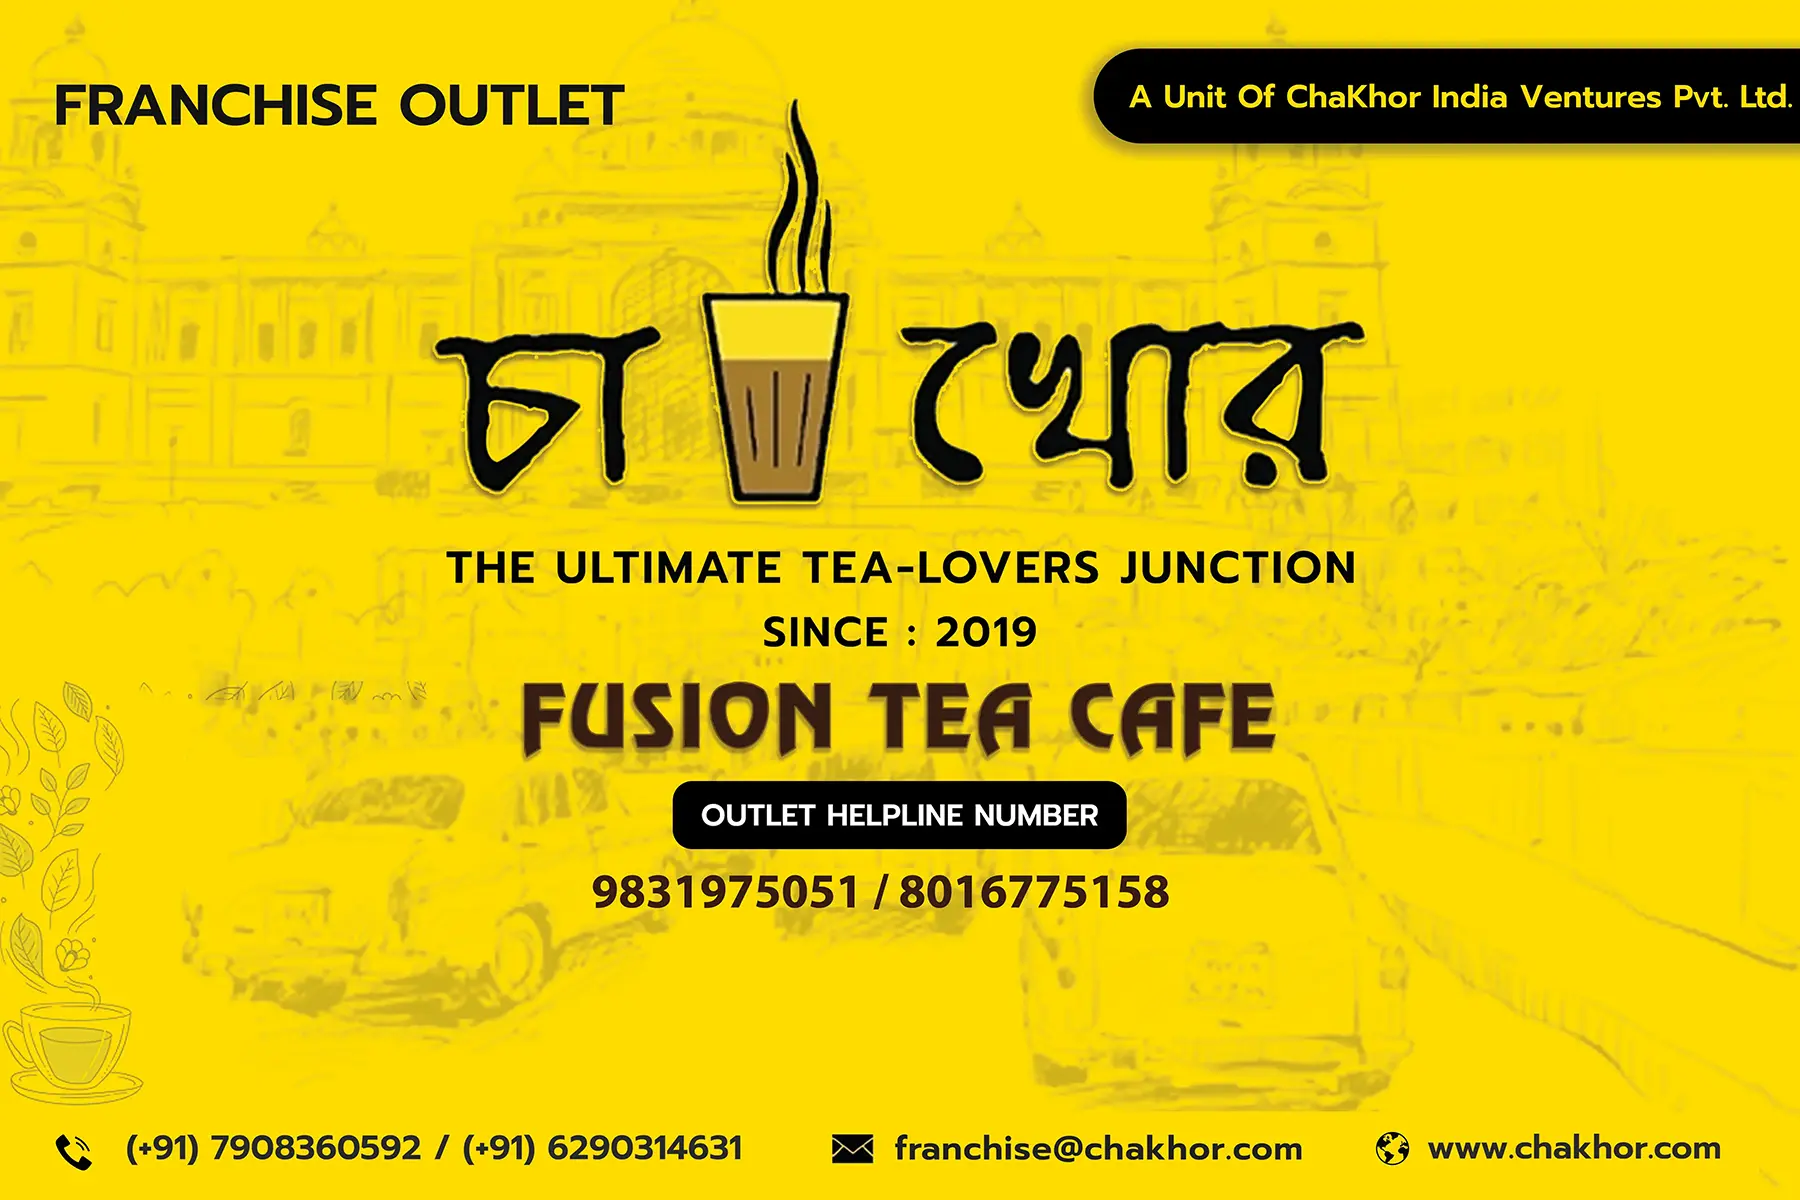 FRANCHISE OUTLET
A Unit Of ChaKhor India Ventures Pvt. Ltd.
চা খোর
THE ULTIMATE TEA-LOVERS JUNCTION
SINCE : 2019
FUSION TEA CAFE
OUTLET HELPLINE NUMBER
9831975051 / 8016775158
(+91) 7908360592 / (+91) 6290314631
franchise@chakhor.com
www.chakhor.com